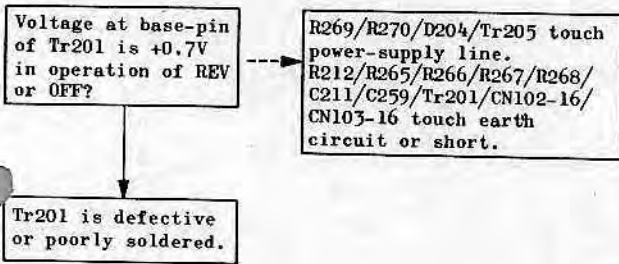 Voltage at base-pin
of Tr201 is +0.7V
in operation of REV
or OFF?
R269/R270/D204/Tr205 touch
power-supply line.
R212/R265/R266/R267/R268/
C211/C259/Tr201/CN102-16/
CN103-16 touch earth
circuit or short.
Tr201 is defective
or poorly soldered.